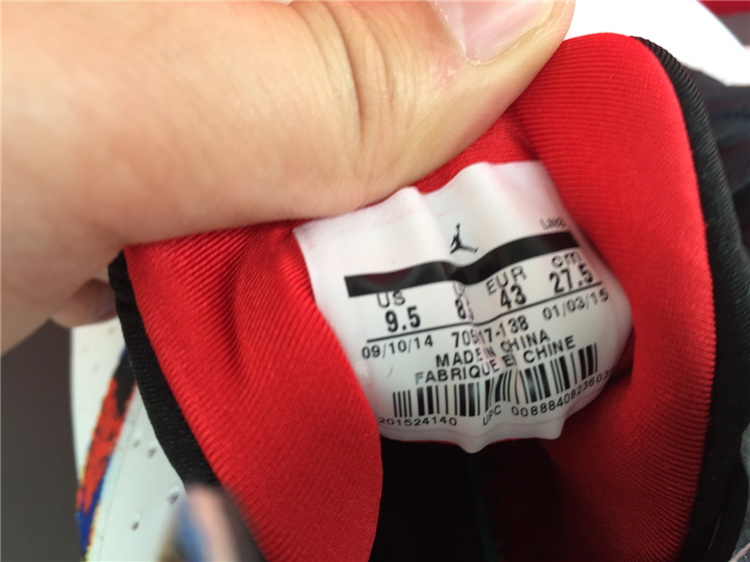 US EUR cm
9.5 43 27.5
09/10/14 01/03/15
MADE IN CHINA
FABRIQUE EN CHINE
201524140 UPC